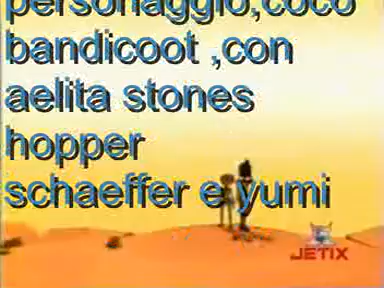 personaggio,coco
bandicoot ,con
aelita stones
hopper
schaeffer e yumi
JETIX